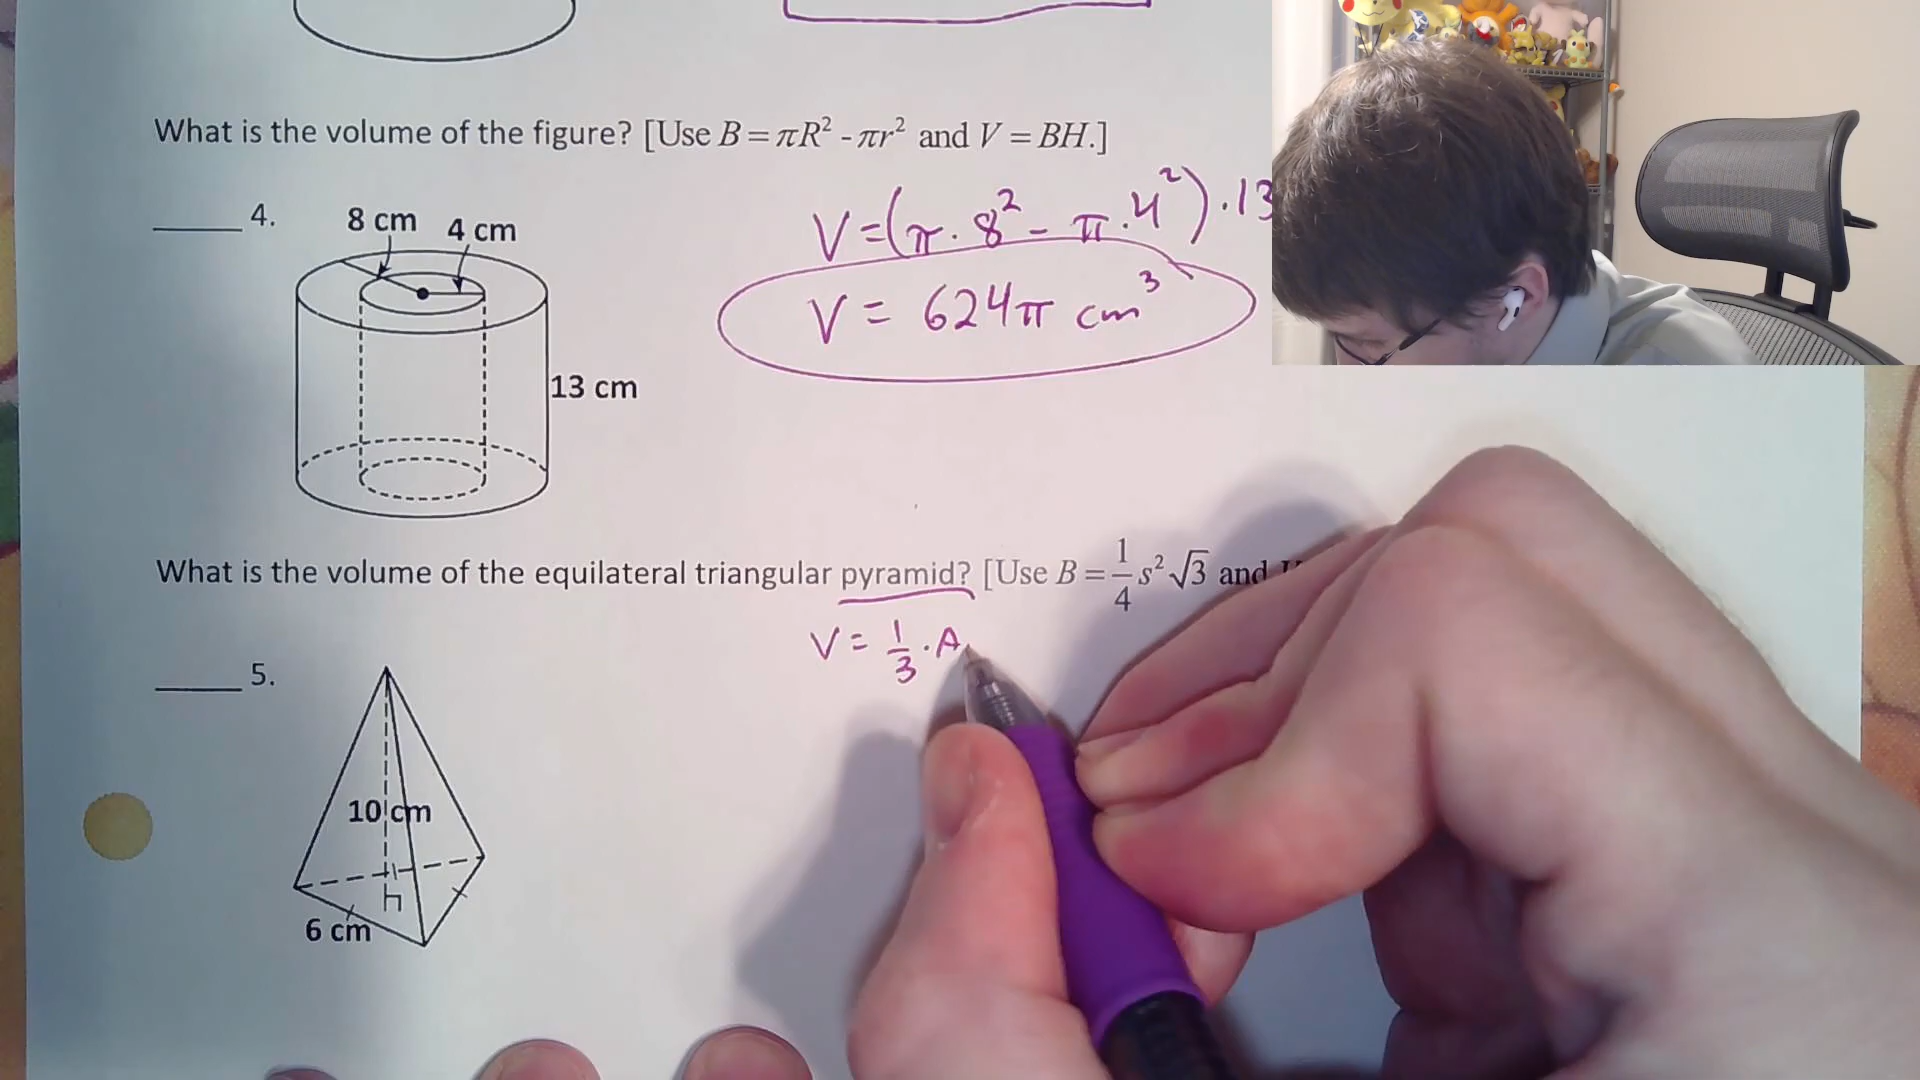 What is the volume of the figure? [Use B = πR² - πr² and V = BH.]
____ 4.
8 cm
4 cm
13 cm
V = (π · 8² - π · 4²) · 13
V = 624π cm³
What is the volume of the equilateral triangular pyramid? [Use B = 1/4 s²√3 and
V = 1/3 · A
____ 5.
10 cm
6 cm